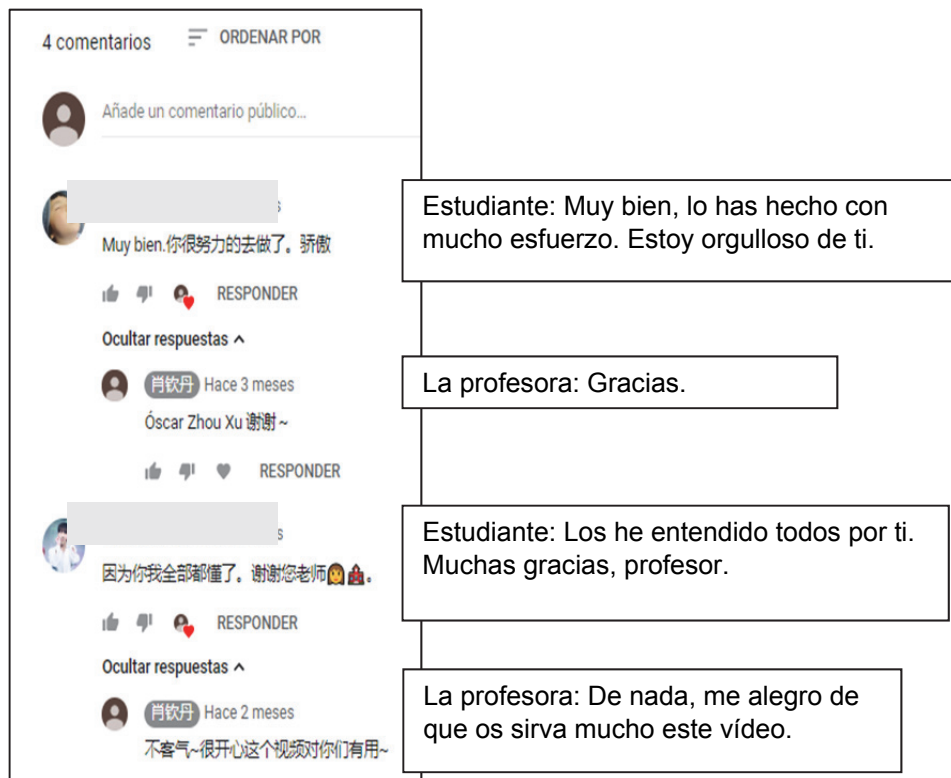 4 comentarios
ORDENAR POR
Añade un comentario público...
s
Muy bien.你很努力的去做了。骄傲
RESPONDER
Ocultar respuestas
肖钦丹 Hace 3 meses
Óscar Zhou Xu 谢谢~
RESPONDER
s
因为你我全部都懂了。谢谢您老师👩🏫。
RESPONDER
Ocultar respuestas
肖钦丹 Hace 2 meses
不客气~很开心这个视频对你们有用~
Estudiante: Muy bien, lo has hecho con
mucho esfuerzo. Estoy orgulloso de ti.
La profesora: Gracias.
Estudiante: Los he entendido todos por ti.
Muchas gracias, profesor.
La profesora: De nada, me alegro de
que os sirva mucho este vídeo.